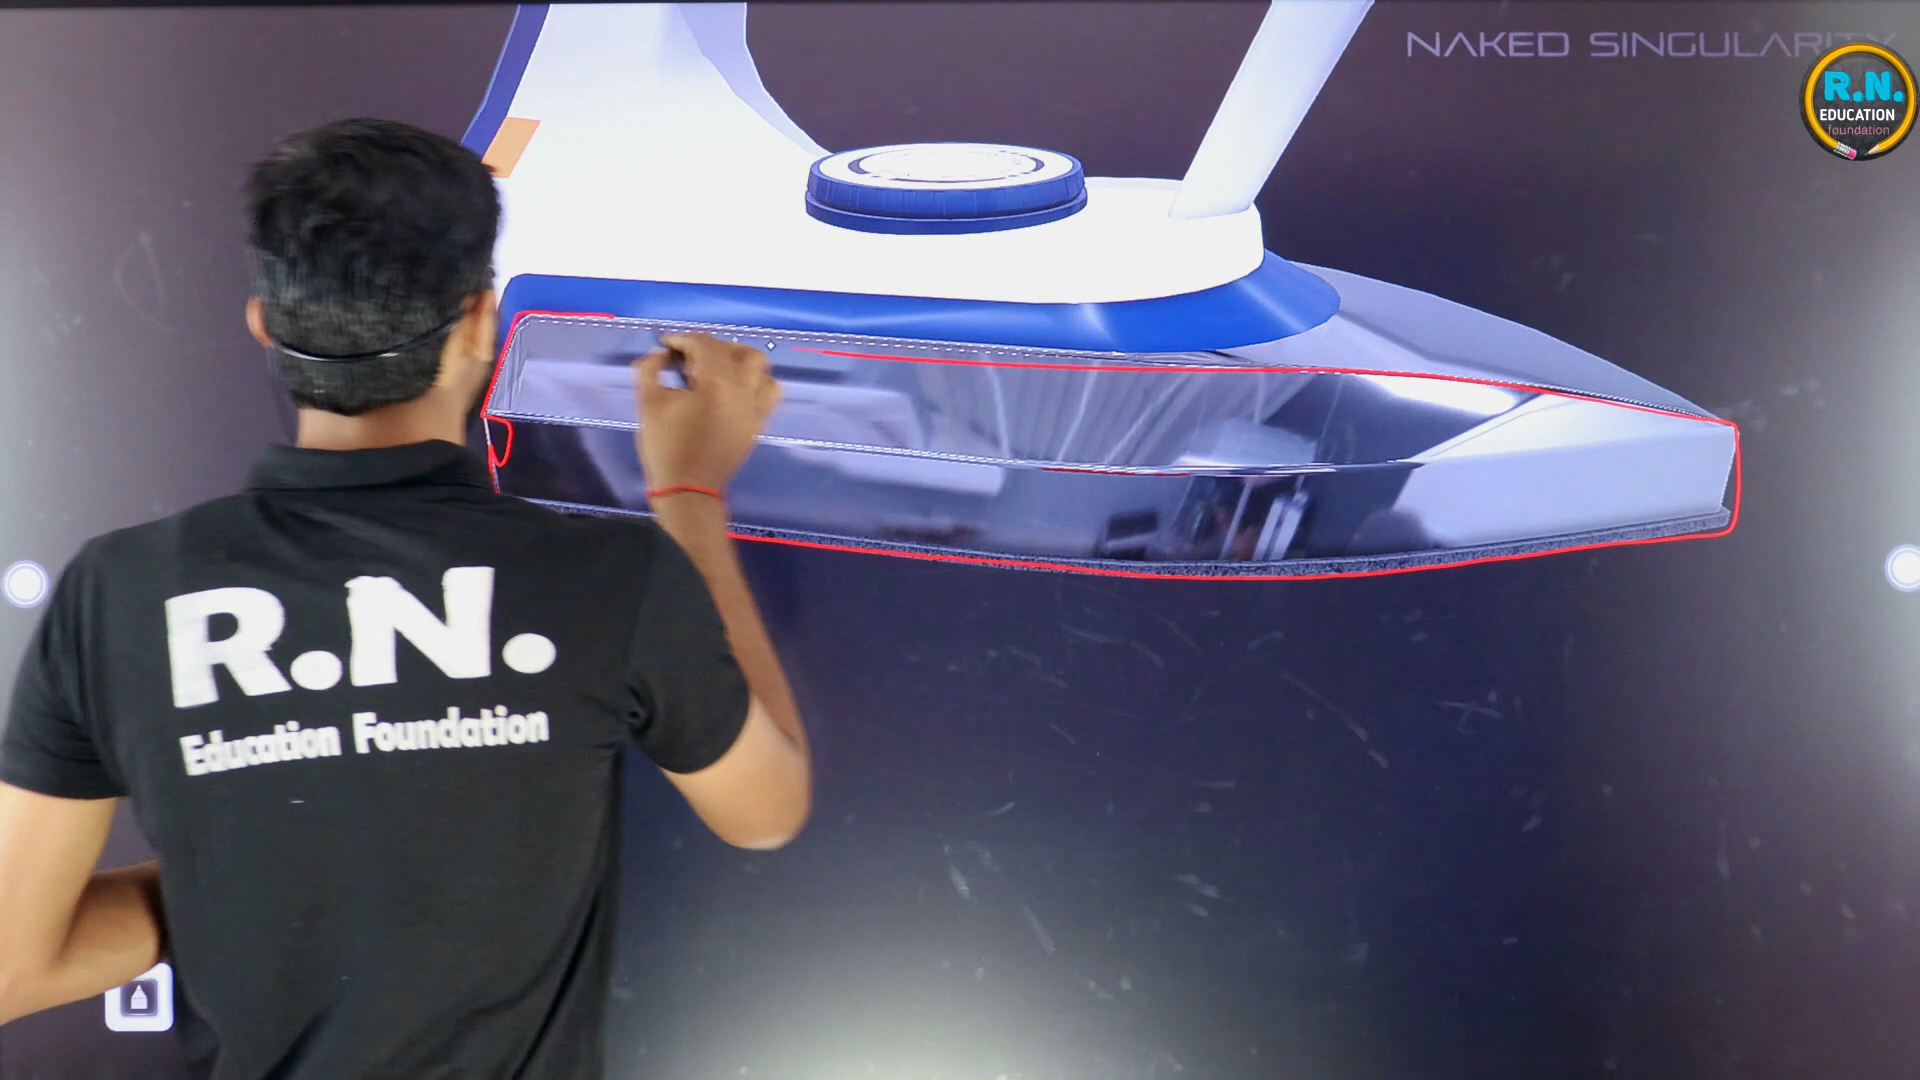 NAKED SINGULARITY
R.N.
EDUCATION
foundation
R.N.
Education Foundation